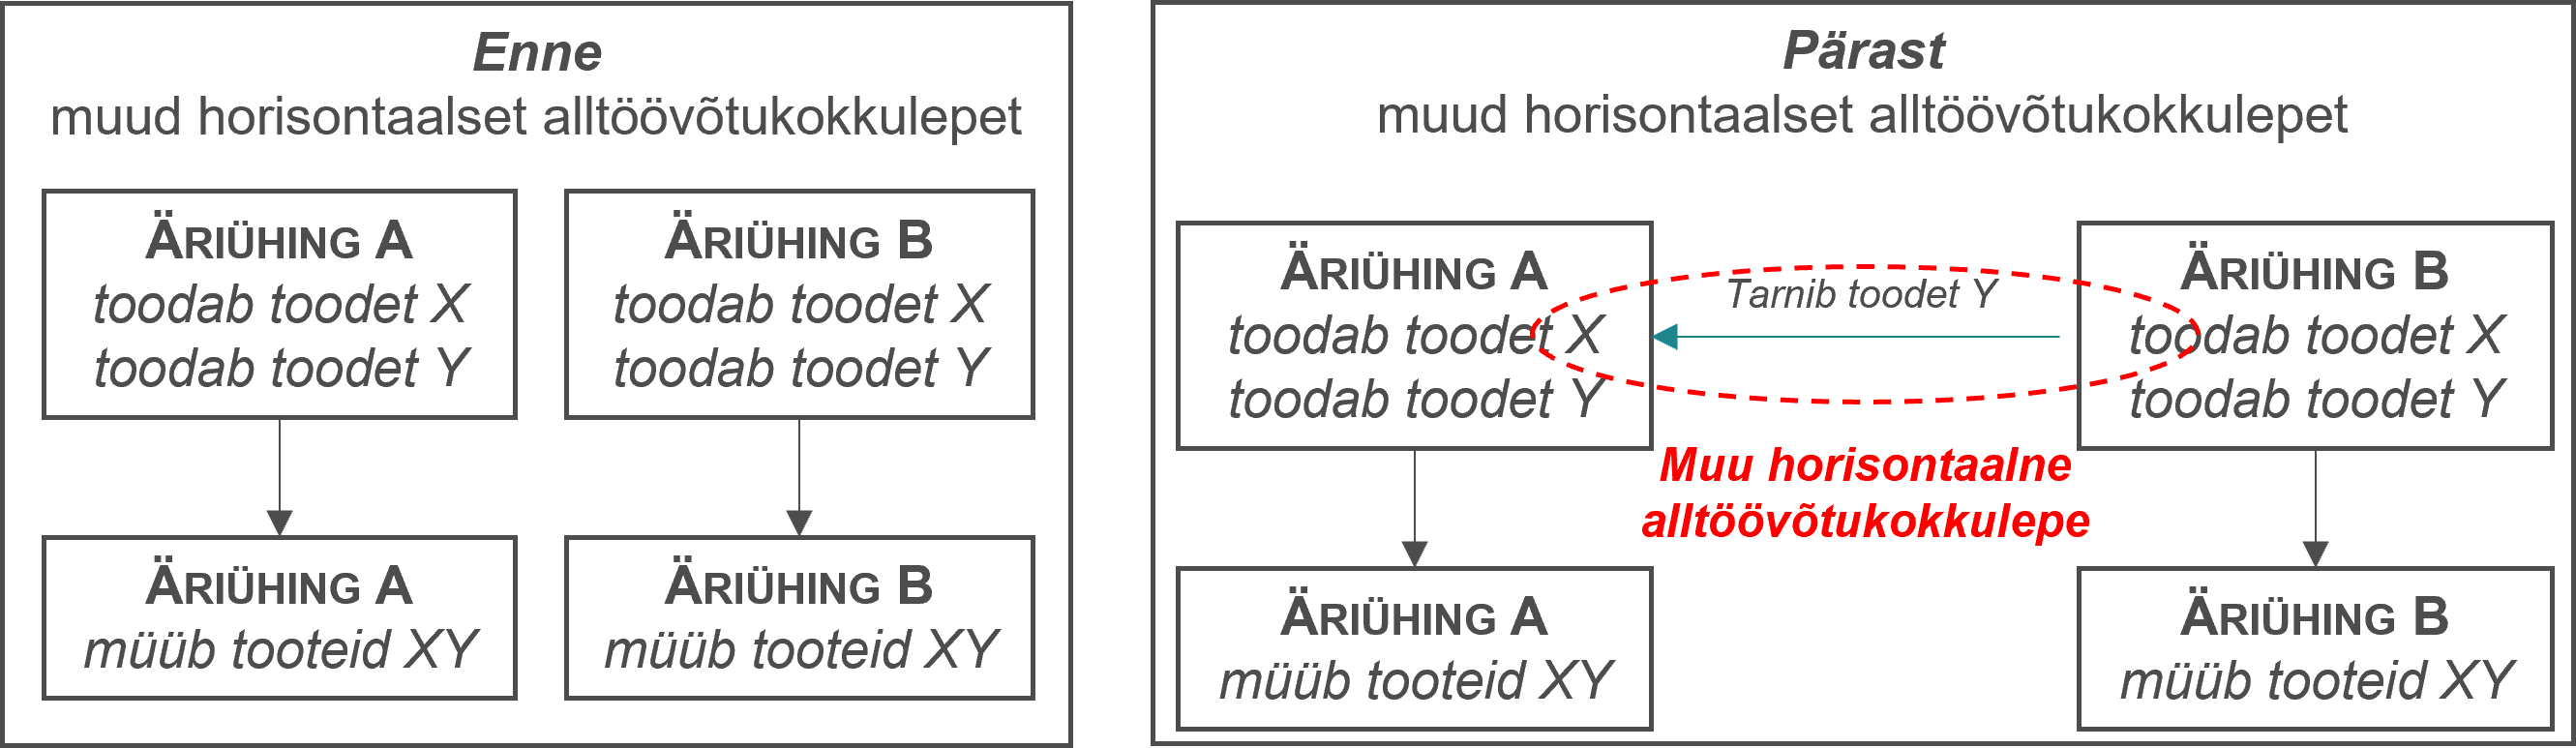 Enne
muud horisontaalset alltöövõtukokkulepet
ÄRIÜHING A
toodab toodet X
toodab toodet Y
ÄRIÜHING B
toodab toodet X
toodab toodet Y
ÄRIÜHING A
müüb tooteid XY
ÄRIÜHING B
müüb tooteid XY
Pärast
muud horisontaalset alltöövõtukokkulepet
ÄRIÜHING A
toodab toodet X
toodab toodet Y
Tarnib toodet Y
ÄRIÜHING B
toodab toodet X
toodab toodet Y
Muu horisontaalne
alltöövõtukokkulepe
ÄRIÜHING A
müüb tooteid XY
ÄRIÜHING B
müüb tooteid XY